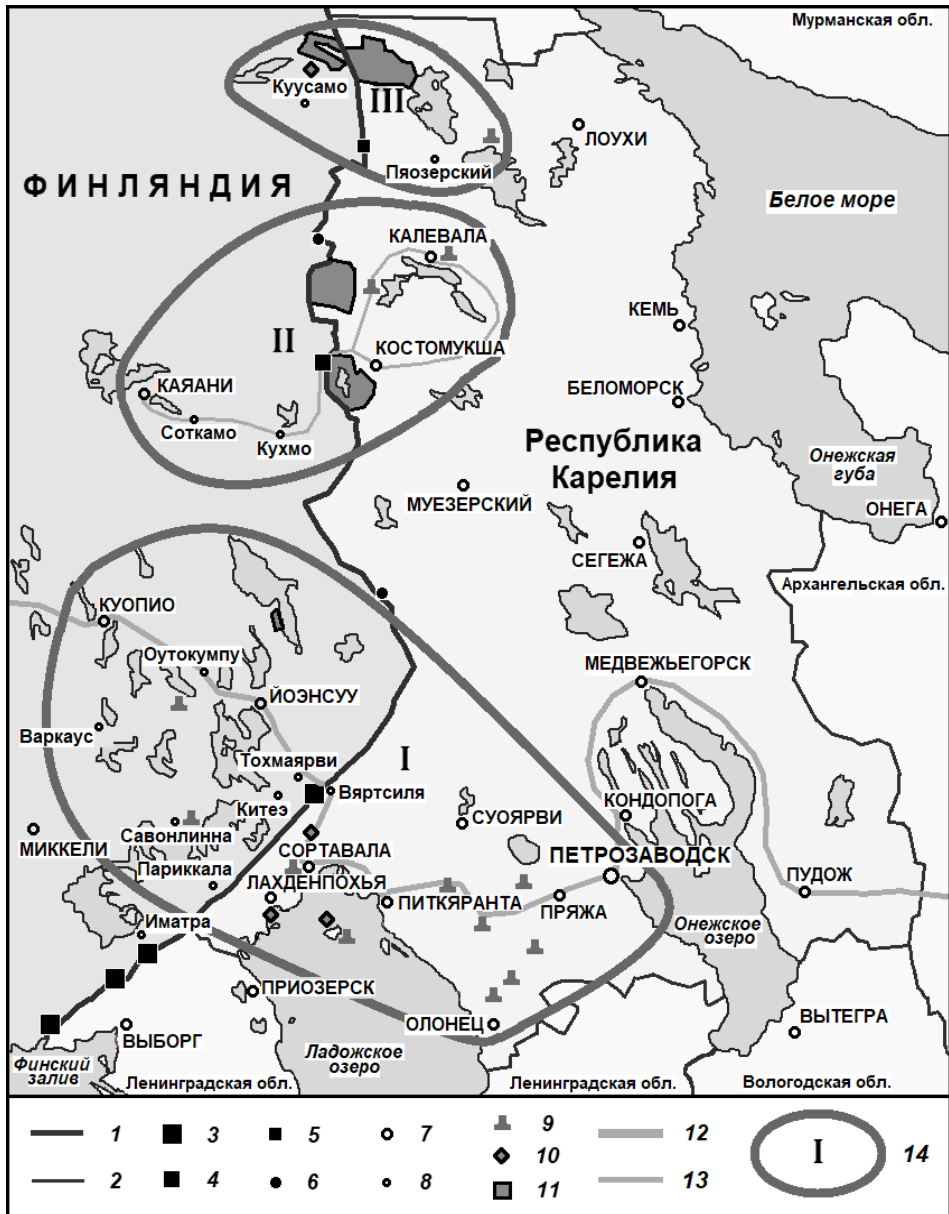 Мурманская обл.
Куусамо
III
ЛОУХИ
Пяозерский
ФИНЛЯНДИЯ
Белое море
КАЛЕВАЛА
КЕМЬ
II
КОСТОМУКША
КАЯАНИ
БЕЛОМОРСК
Соткамо
Кухмо
Республика
Карелия
Онежская
губа
МУЕЗЕРСКИЙ
ОНЕГА
СЕГЕЖА
Архангельская обл.
КУОПИО
Оутокумпу
МЕДВЕЖЬЕГОРСК
ЙОЭНСУУ
Варкаус
I
Тохмаярви
Вяртсиля
Китеэ
КОНДОПОГА
СУОЯРВИ
Савонлинна
МИККЕЛИ
СОРТАВАЛА
ПЕТРОЗАВОДСК
Париккала
ЛАХДЕНПОХЬЯ
ПИТКЯРАНТА
ПРЯЖА
ПУДОЖ
Иматра
Онежское
озеро
ПРИОЗЕРСК
ОЛОНЕЦ
ВЫТЕГРА
ВЫБОРГ
Финский
залив
Ладожское
озеро
Ленинградская обл.
Ленинградская обл.
Вологодская обл.
1
3
5
7
9
12
10
I
14
2
4
6
8
11
13